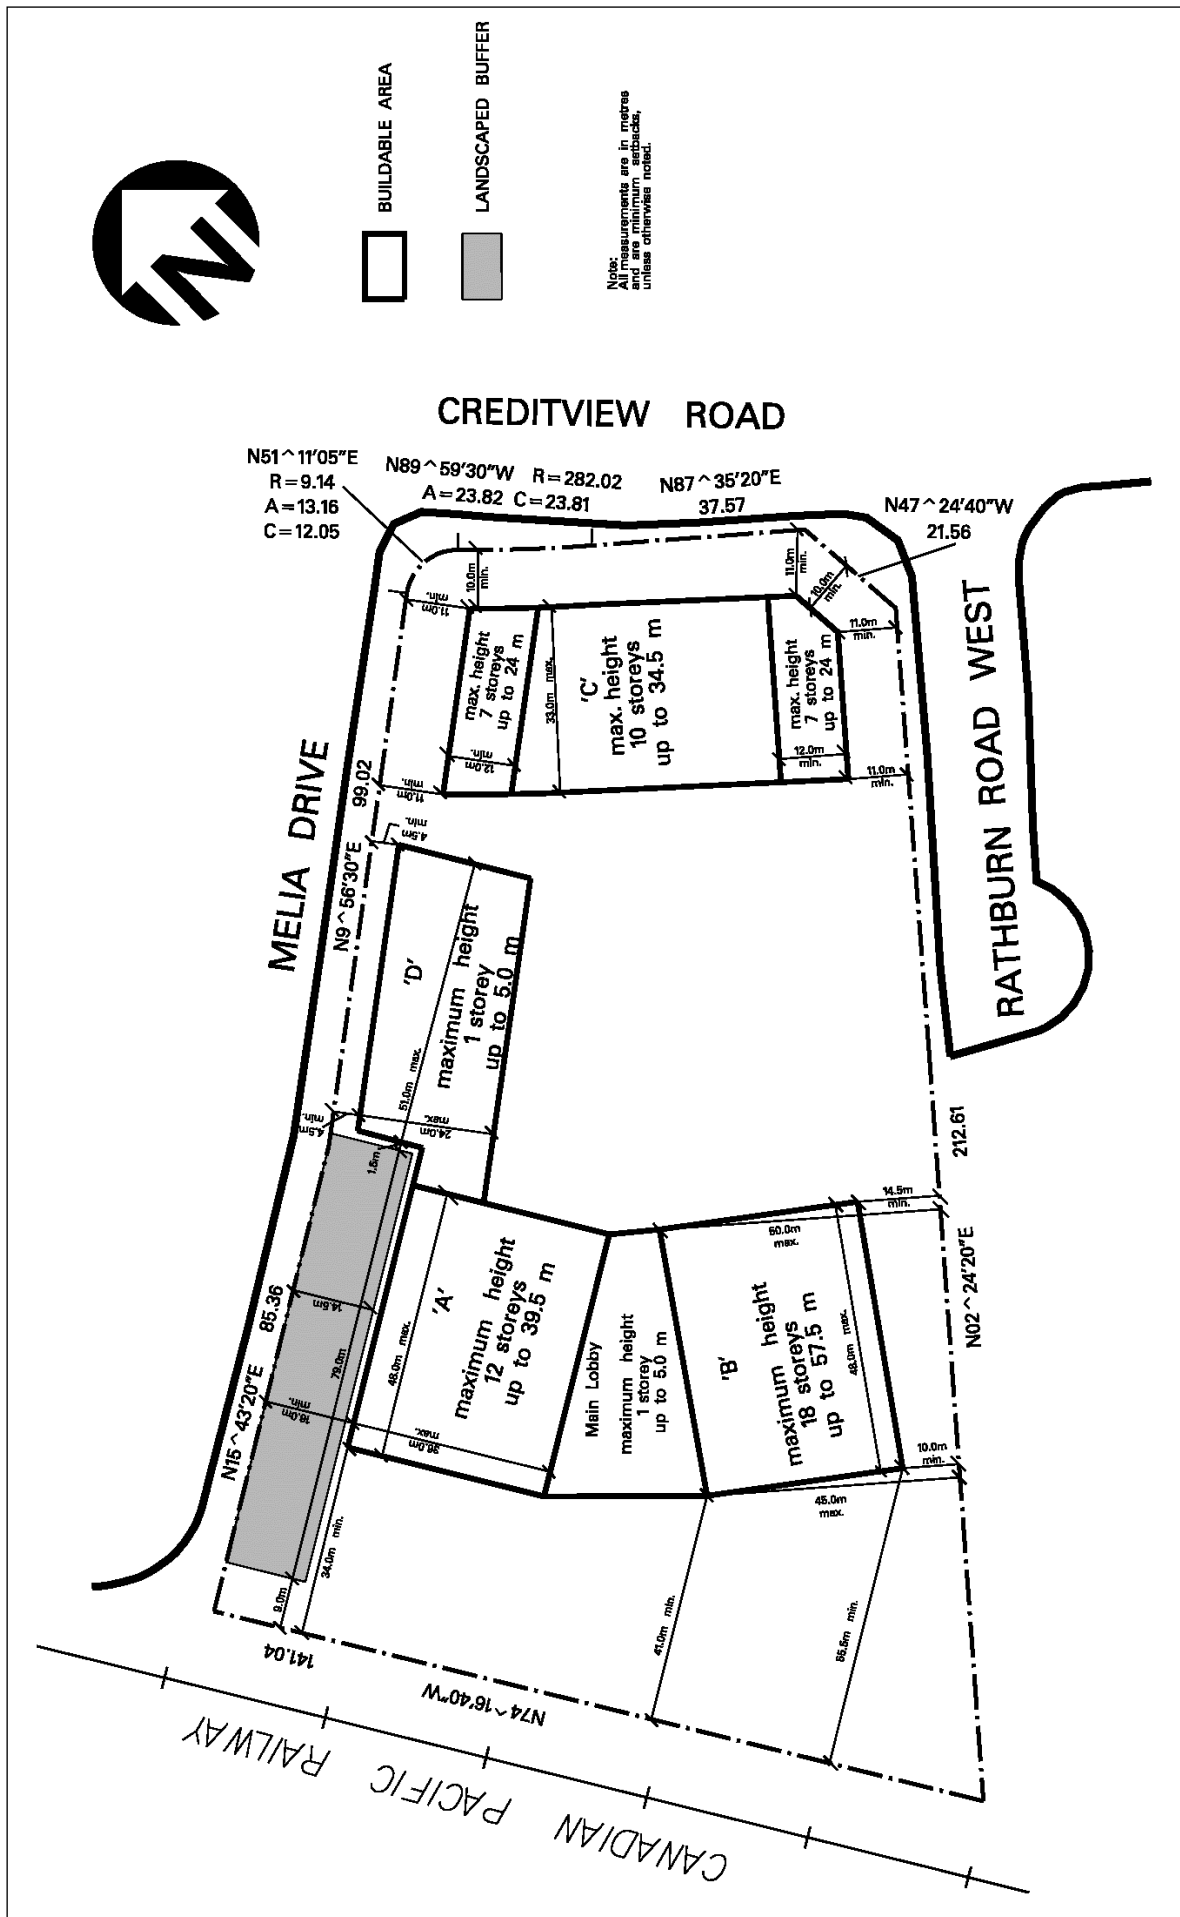 N
BUILDABLE AREA
LANDSCAPED BUFFER
Note:
All measurements are in metres
and are minimum setbacks,
unless otherwise noted.
CREDITVIEW ROAD
N51^11'05"E
R=9.14
A=13.16
C=12.05
N89^59'30"W R=282.02
A=23.82 C=23.81
N87^35'20"E
37.57
N47^24'40"W
21.56
10.0m
min.
11.0m
min.
10.0m
min.
11.0m
min.
11.0m
min.
max. height
7 storeys
up to 24 m
33.0m max.
'C'
max. height
10 storeys
up to 34.5 m
max. height
7 storeys
up to 24 m
12.0m
min.
12.0m
min.
11.0m
min.
11.0m
min.
MELIA DRIVE
99.02
N9^56'30"E
4.5m
min.
'D'
maximum height
1 storey
up to 5.0 m
51.0m max.
24.0m
max.
4.5m
min.
1.5m
RATHBURN ROAD WEST
212.61
N02^24'20"E
14.5m
min.
50.0m
max.
85.36
N15^43'20"E
14.5m
79.0m
16.0m
min.
48.0m max.
'A'
maximum height
12 storeys
up to 39.5 m
36.0m
max.
Main Lobby
maximum height
1 storey
up to 5.0 m
'B'
maximum height
18 storeys
up to 57.5 m
48.0m max.
10.0m
min.
45.0m
max.
34.0m min.
9.0m
41.0m min.
55.5m min.
141.04
N74^16'40"W
CANADIAN PACIFIC RAILWAY